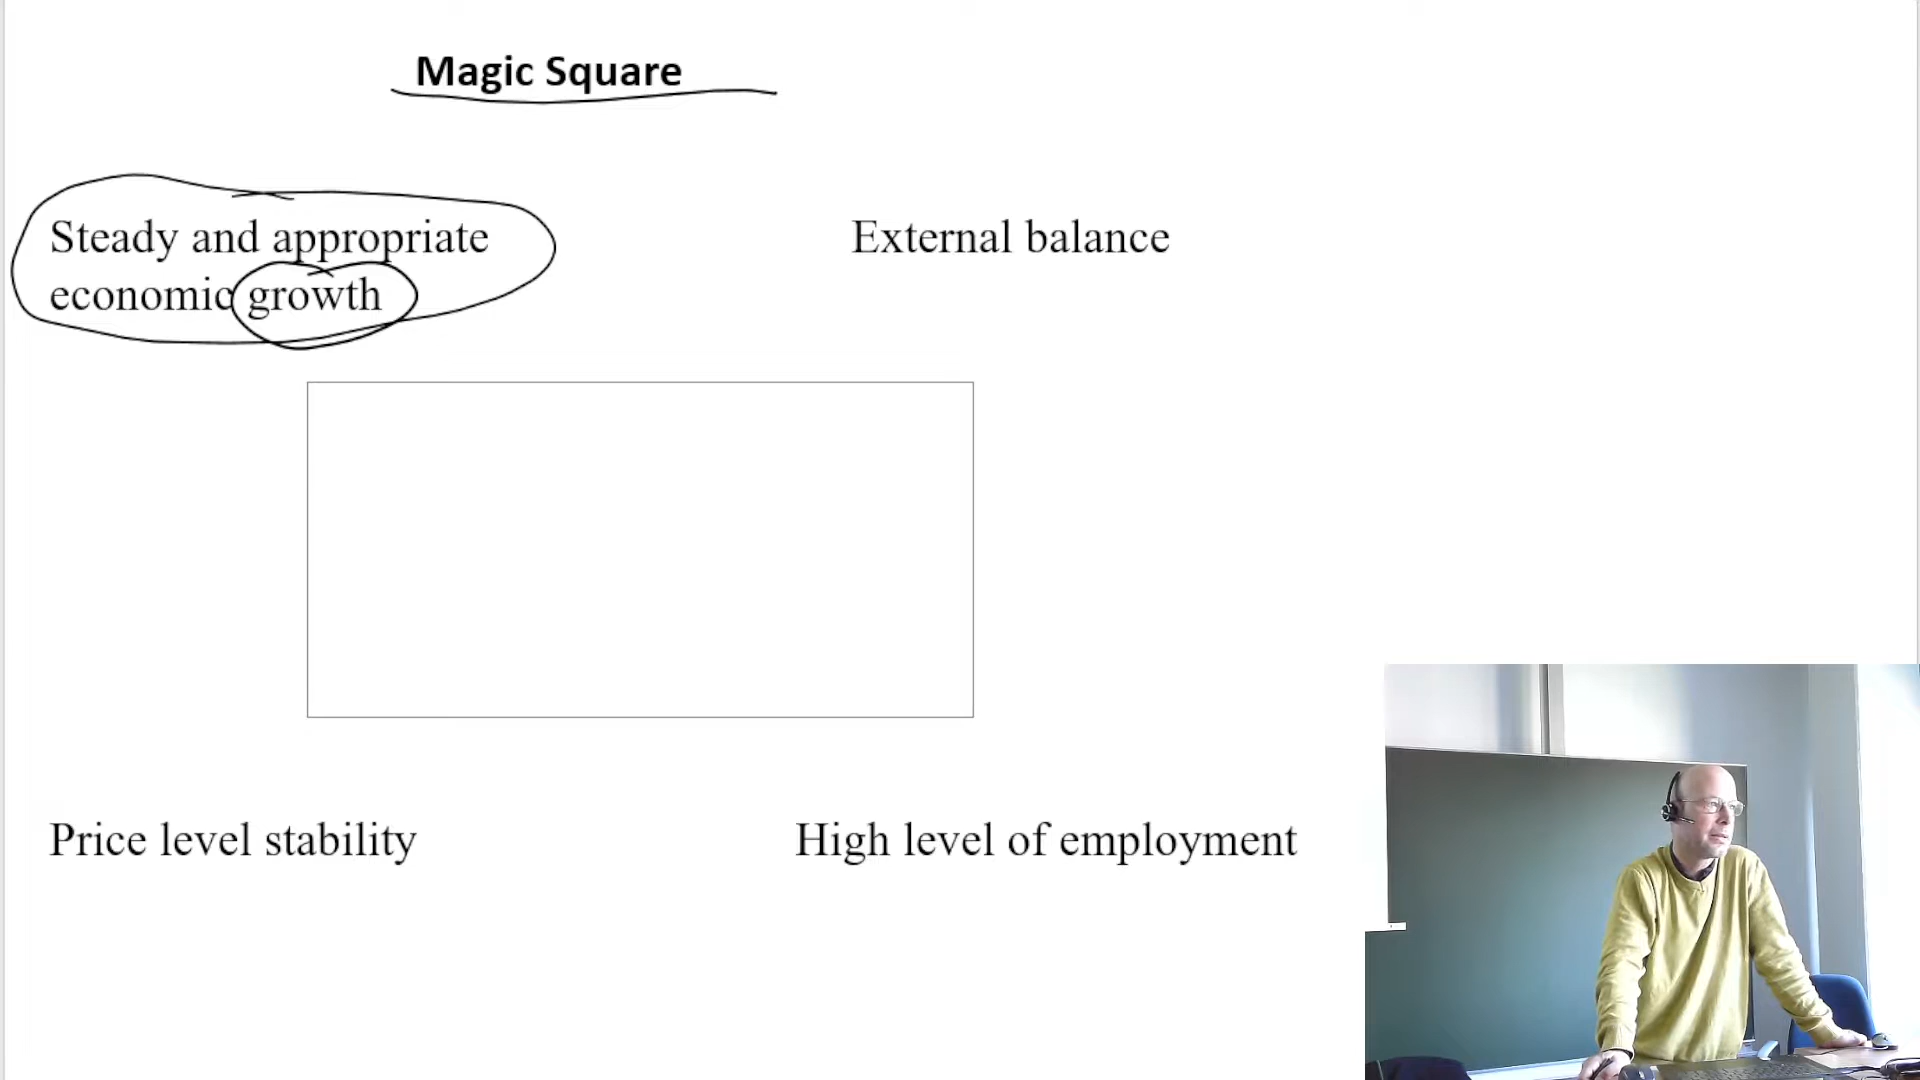 Magic Square
Steady and appropriate
economic growth
External balance
Price level stability
High level of employment